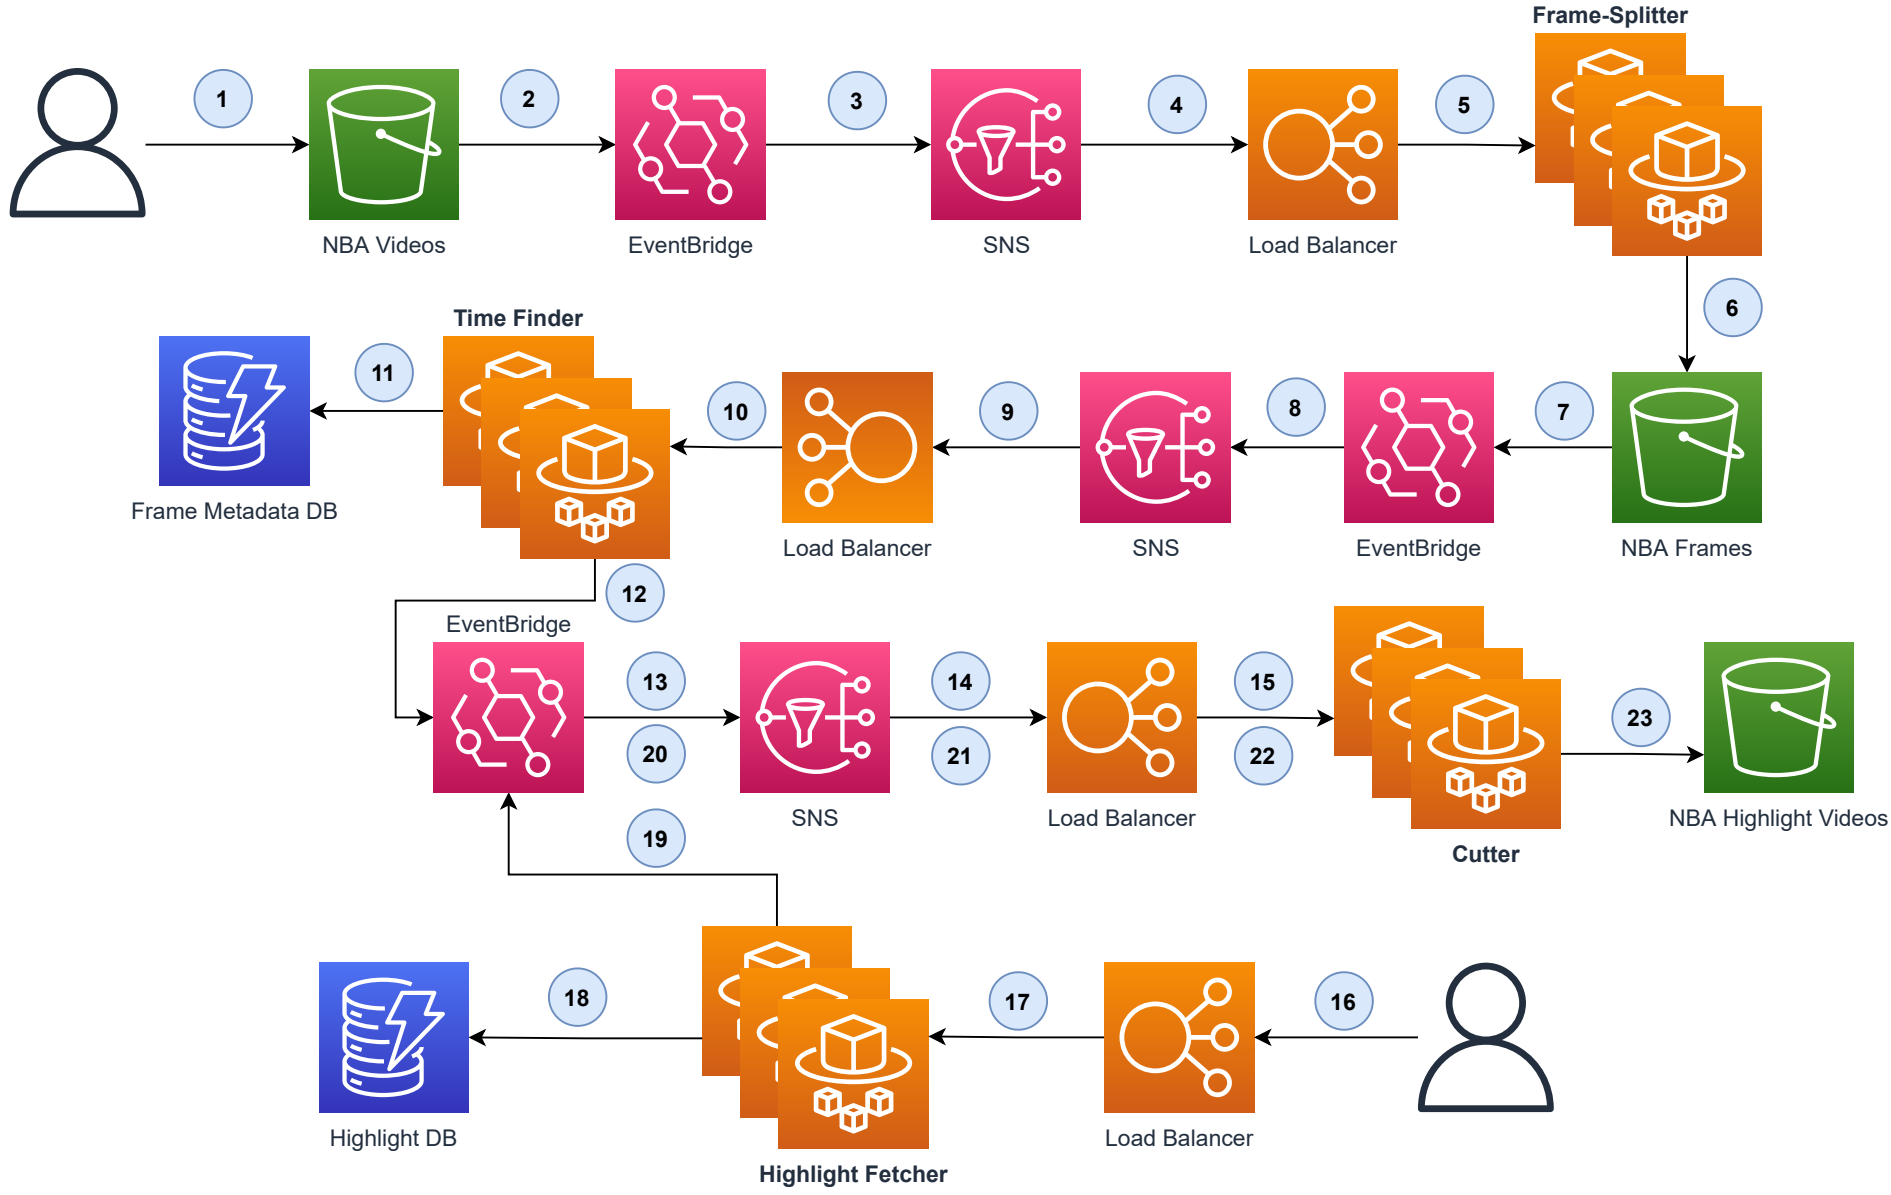 Frame-Splitter
1
2
3
4
5
NBA Videos
EventBridge
SNS
Load Balancer
6
Time Finder
11
10
9
8
7
Frame Metadata DB
Load Balancer
SNS
EventBridge
NBA Frames
12
EventBridge
13
14
15
23
20
21
22
SNS
Load Balancer
NBA Highlight Videos
19
Cutter
18
17
16
Highlight DB
Load Balancer
Highlight Fetcher